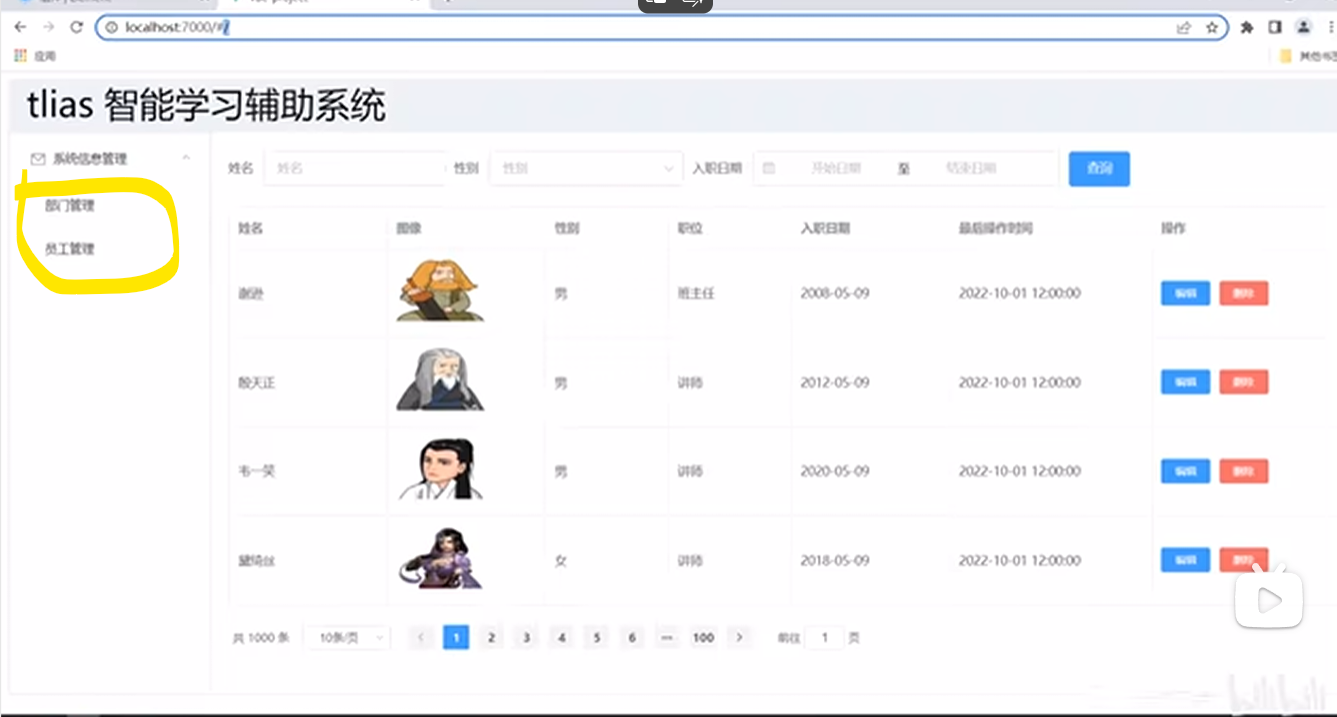 localhost:7000/#/
应用
tlias 智能学习辅助系统
系统信息管理
部门管理
员工管理
姓名 姓名 性别 性别 入职日期 开始日期 至 结束日期 查询
姓名 图像 性别 职位 入职日期 最后操作时间 操作
谢逊 男 班主任 2008-05-09 2022-10-01 12:00:00 编辑 删除
殷天正 男 讲师 2012-05-09 2022-10-01 12:00:00 编辑 删除
韦一笑 男 讲师 2020-05-09 2022-10-01 12:00:00 编辑 删除
黛绮丝 女 讲师 2018-05-09 2022-10-01 12:00:00 编辑 删除
共 1000 条 10条/页 1 2 3 4 5 6 ••• 100 前往 1 页
bilibili